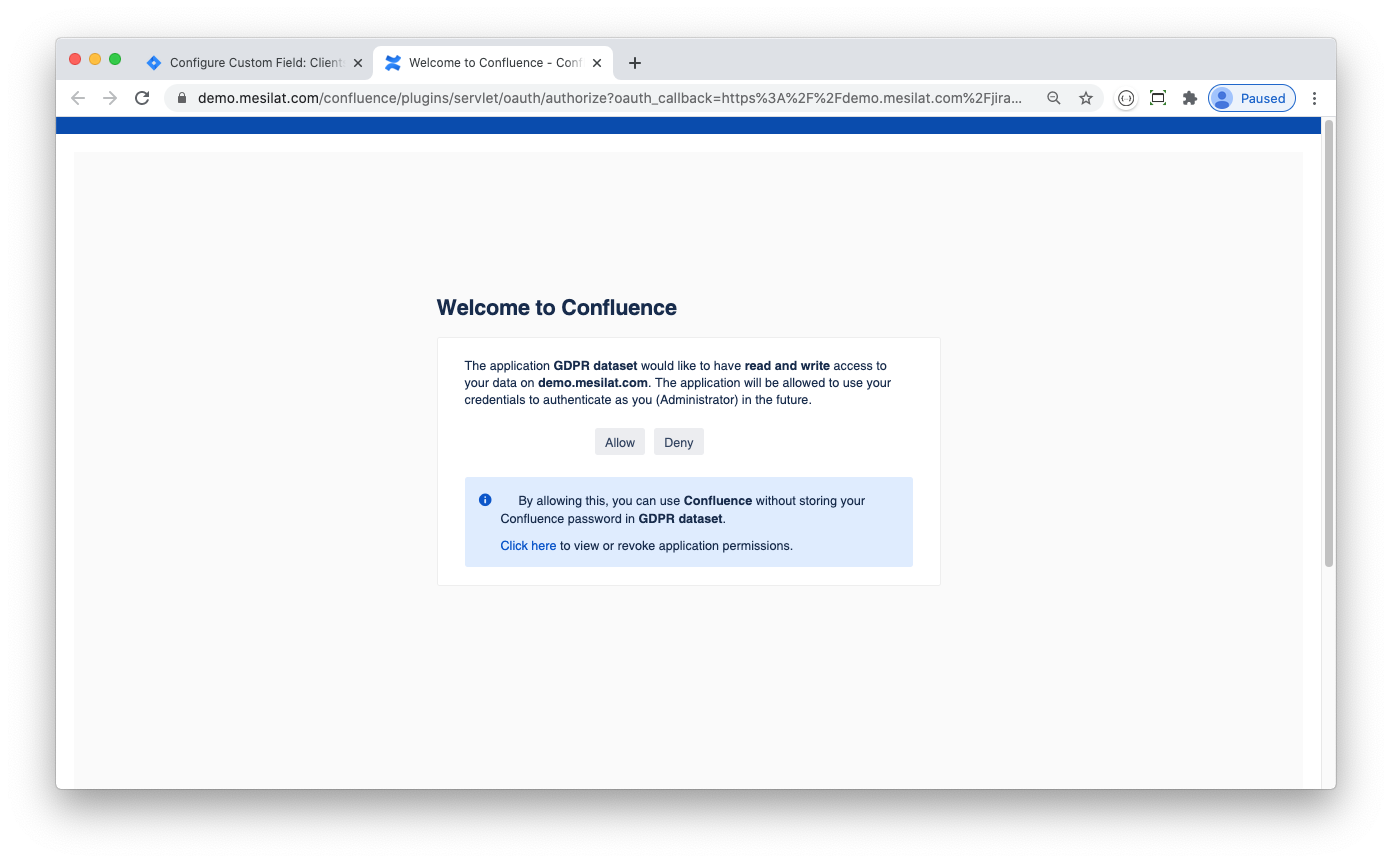 Configure Custom Field: Client
Welcome to Confluence - Conf
demo.mesilat.com/confluence/plugins/servlet/oauth/authorize?oauth_callback=https%3A%2F%2Fdemo.mesilat.com%2Fjira...
Paused
Welcome to Confluence
The application GDPR dataset would like to have read and write access to
your data on demo.mesilat.com. The application will be allowed to use your
credentials to authenticate as you (Administrator) in the future.
Allow Deny
By allowing this, you can use Confluence without storing your
Confluence password in GDPR dataset.
Click here to view or revoke application permissions.